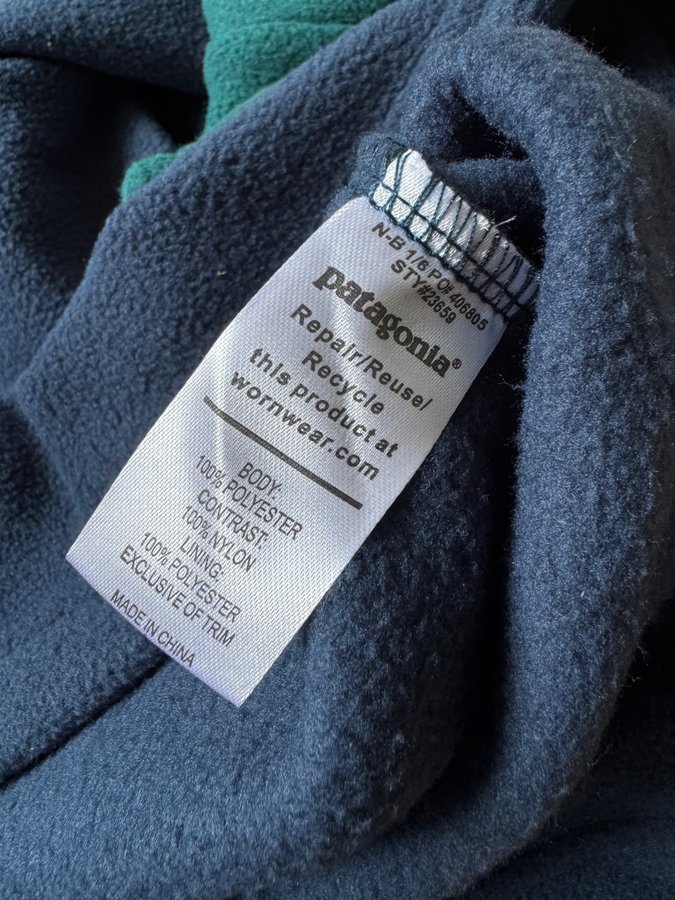 N-B 1/6 PO# 406805
STY#23659
patagonia®
Repair/Reuse/
Recycle
this product at
wornwear.com
BODY:
100% POLYESTER
CONTRAST:
100% NYLON
LINING:
100% POLYESTER
EXCLUSIVE OF TRIM
MADE IN CHINA